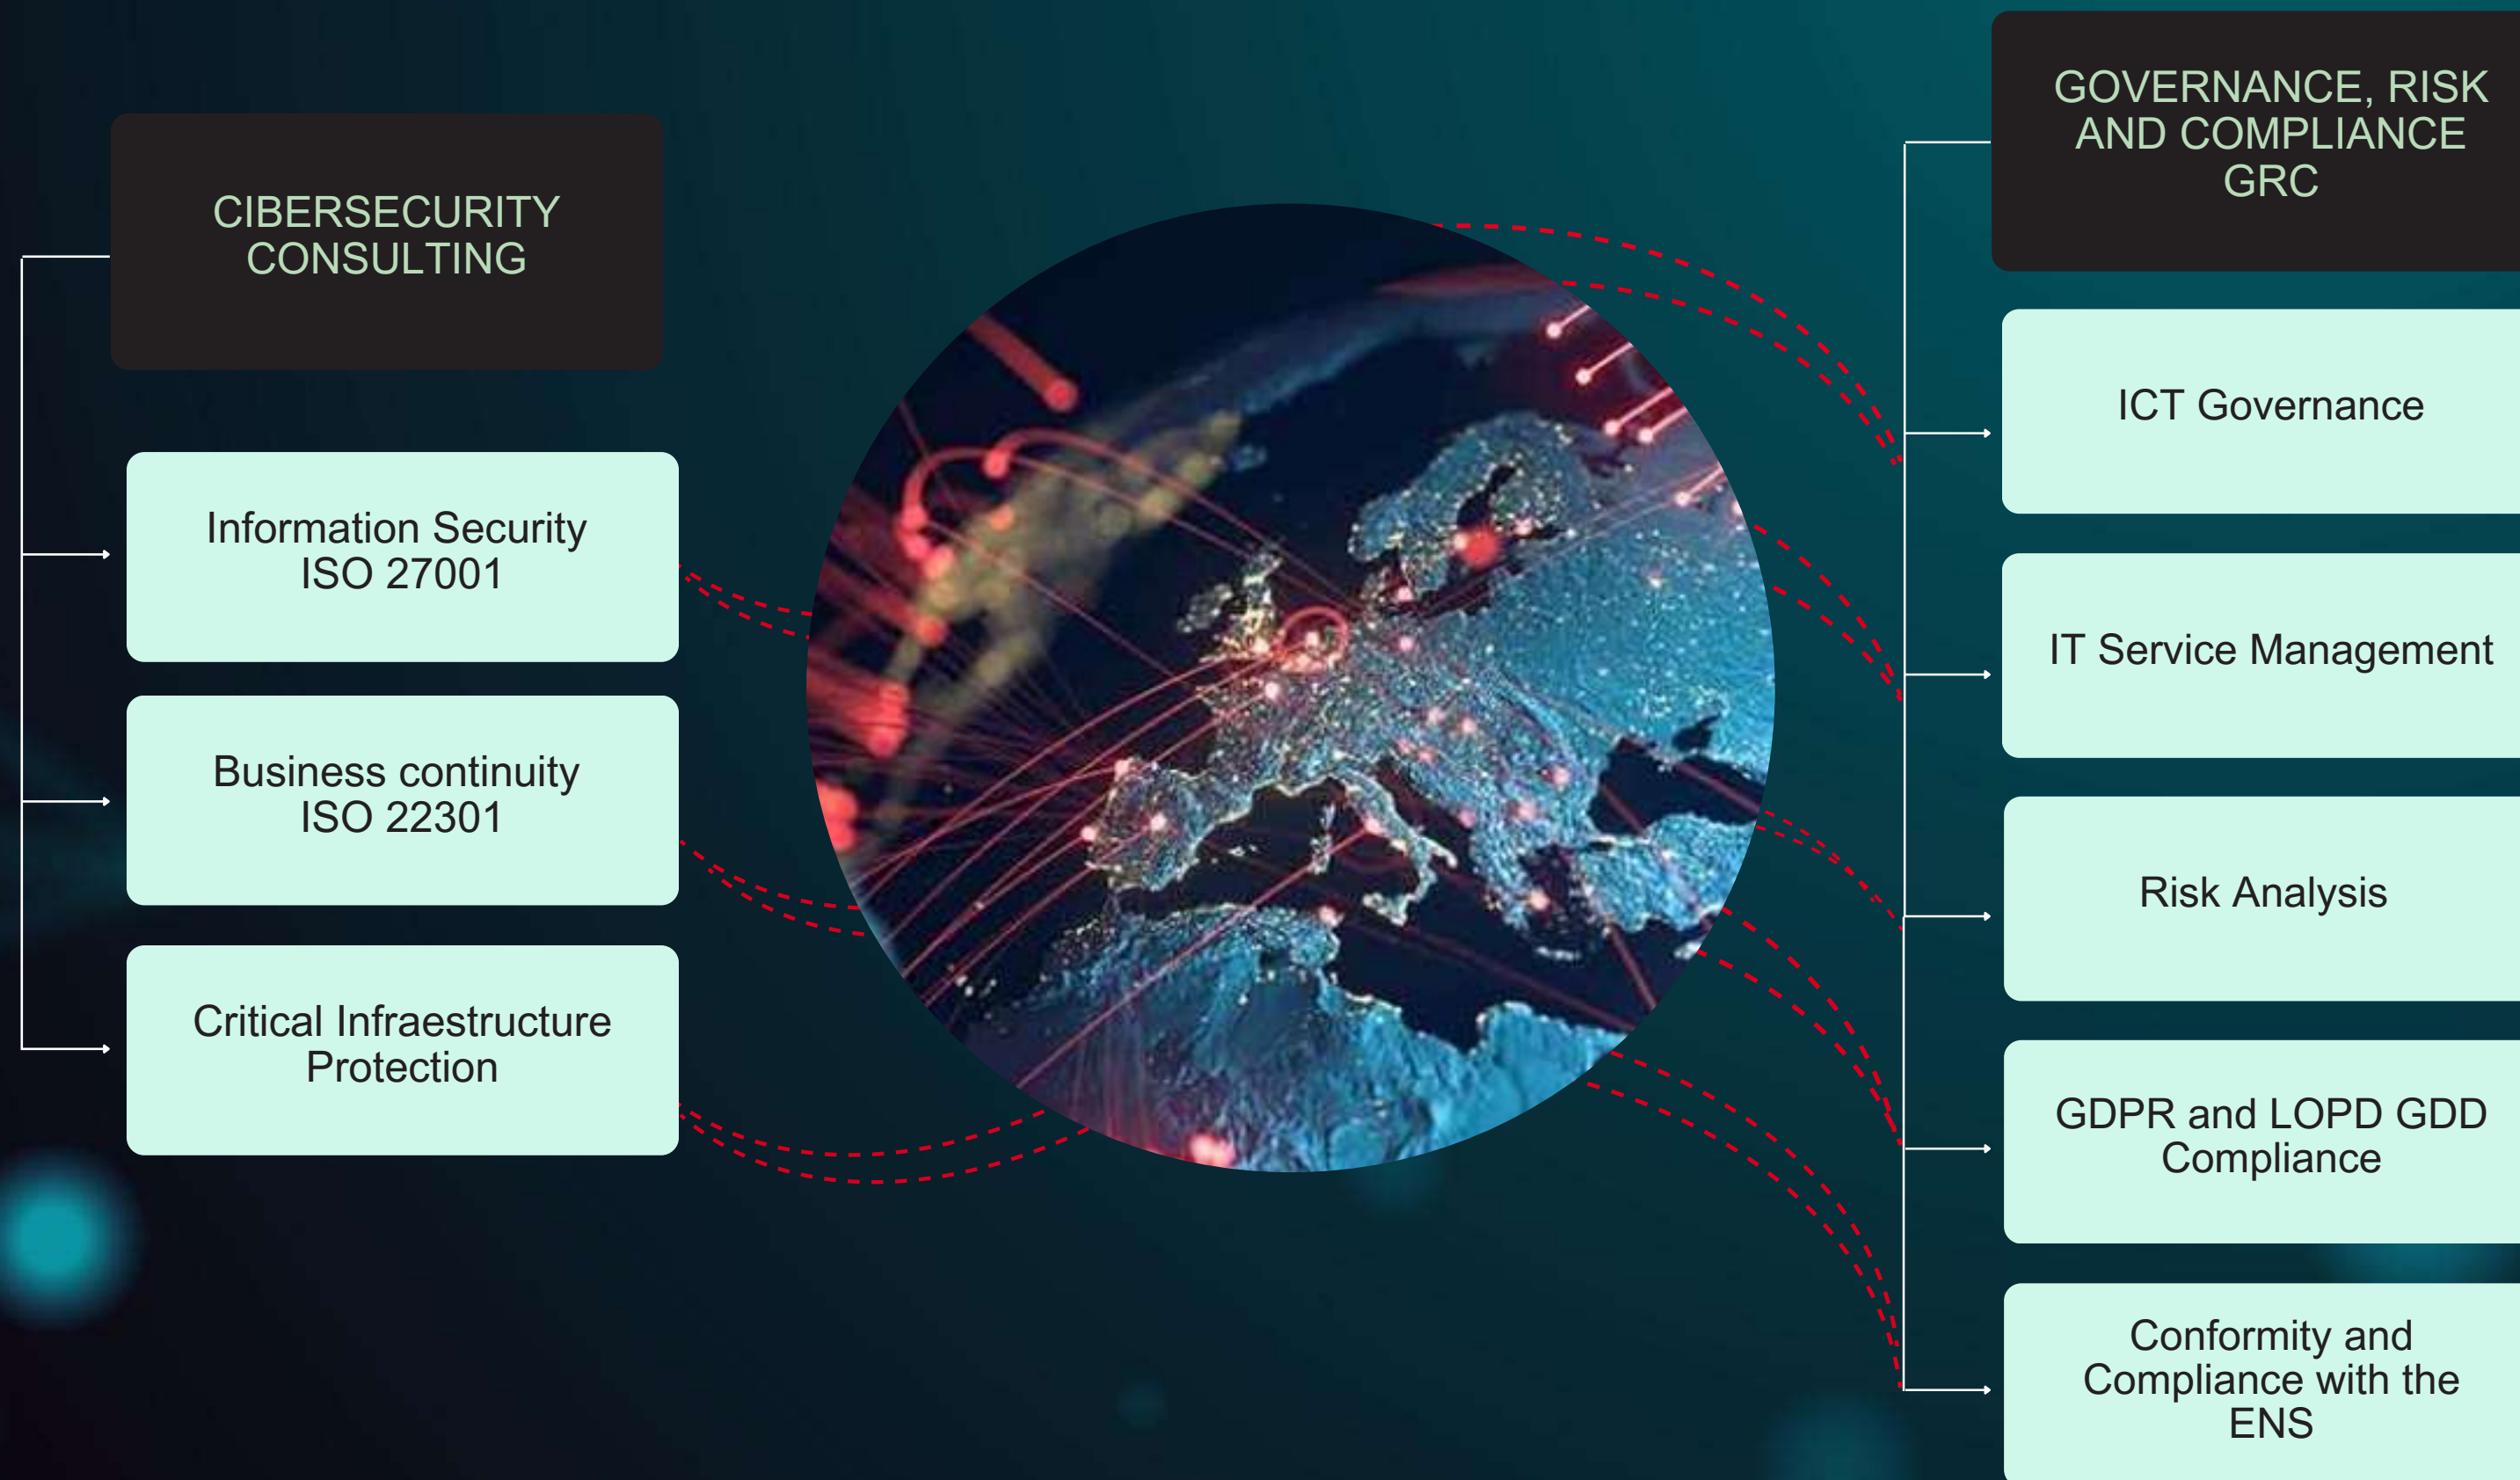 CIBERSECURITY
CONSULTING
Information Security
ISO 27001
Business continuity
ISO 22301
Critical Infraestructure
Protection
GOVERNANCE, RISK
AND COMPLIANCE
GRC
ICT Governance
IT Service Management
Risk Analysis
GDPR and LOPD GDD
Compliance
Conformity and
Compliance with the
ENS